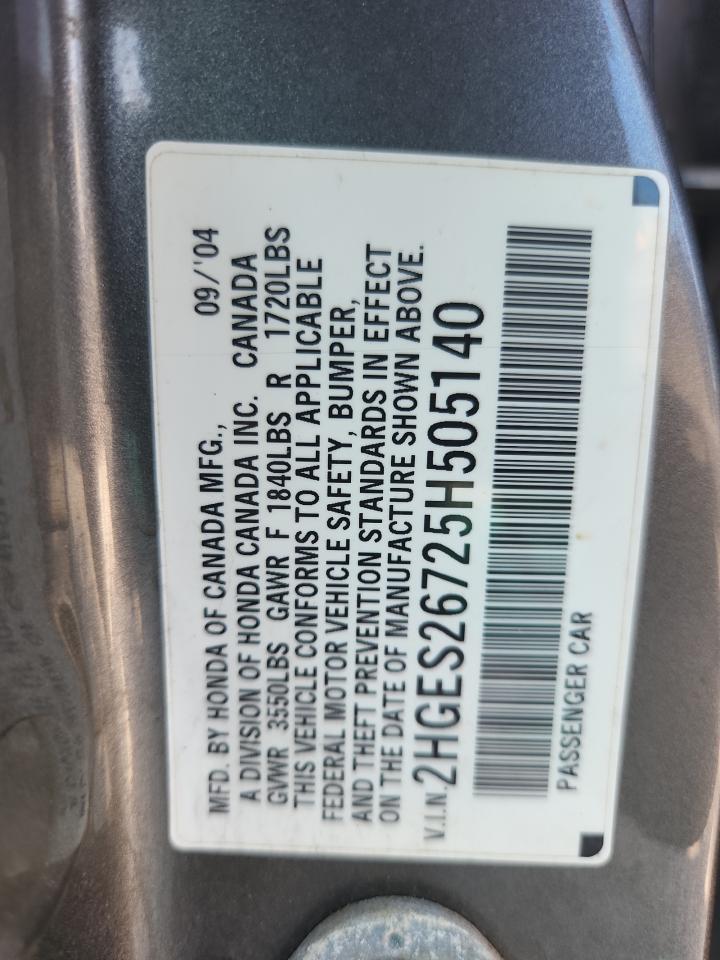 MFD. BY HONDA OF CANADA MFG., 09/'04
A DIVISION OF HONDA CANADA INC. CANADA
GVWR 3550LBS GAWR F 1840LBS R 1720LBS
THIS VEHICLE CONFORMS TO ALL APPLICABLE
FEDERAL MOTOR VEHICLE SAFETY, BUMPER,
AND THEFT PREVENTION STANDARDS IN EFFECT
ON THE DATE OF MANUFACTURE SHOWN ABOVE.
V.I.N. 2HGES26725H505140
PASSENGER CAR